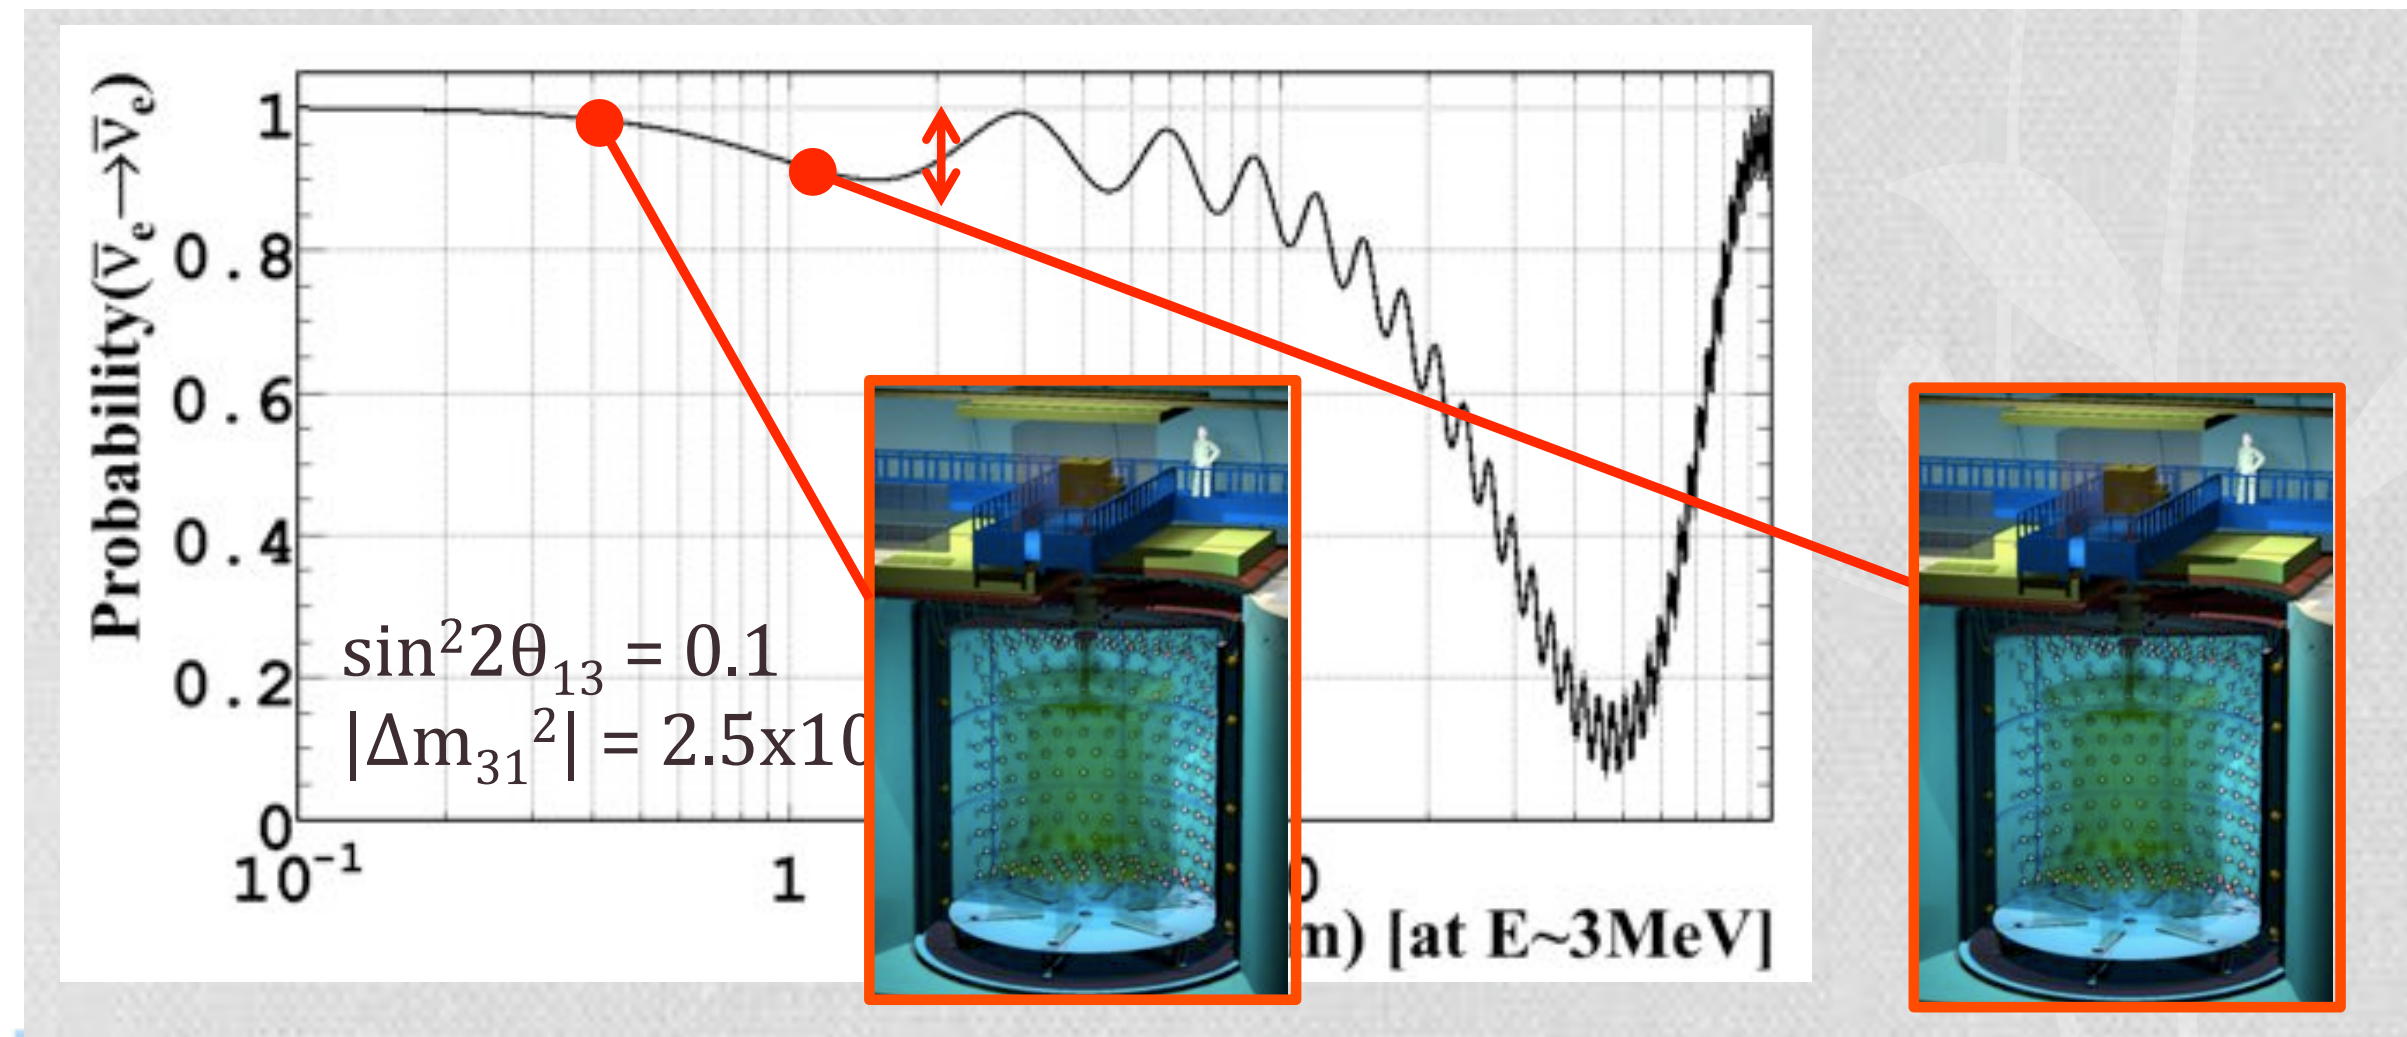 Probability(ν̅e→ν̅e)
1
0.8
0.6
0.4
0.2
0
sin²2θ₁₃ = 0.1
|Δm₃₁²| = 2.5x10
10⁻¹
1
0
m) [at E~3MeV]